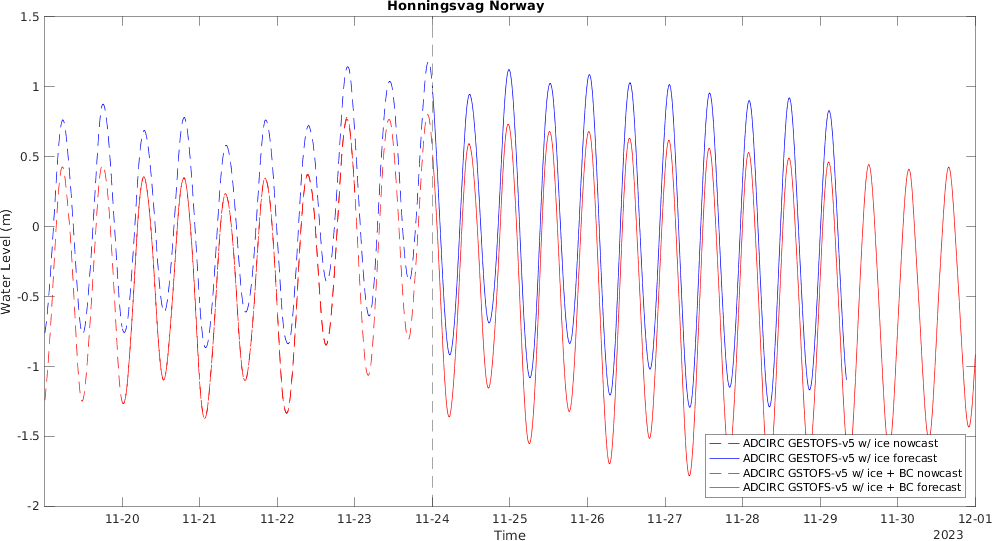 Honningsvag Norway
1.5
1
0.5
0
-0.5
-1
-1.5
-2
Water Level (m)
ADCIRC GESTOFS-v5 w/ ice nowcast
ADCIRC GESTOFS-v5 w/ ice forecast
ADCIRC GSTOFS-v5 w/ ice + BC nowcast
ADCIRC GSTOFS-v5 w/ ice + BC forecast
11-20 11-21 11-22 11-23 11-24 11-25 11-26 11-27 11-28 11-29 11-30 12-01
Time
2023